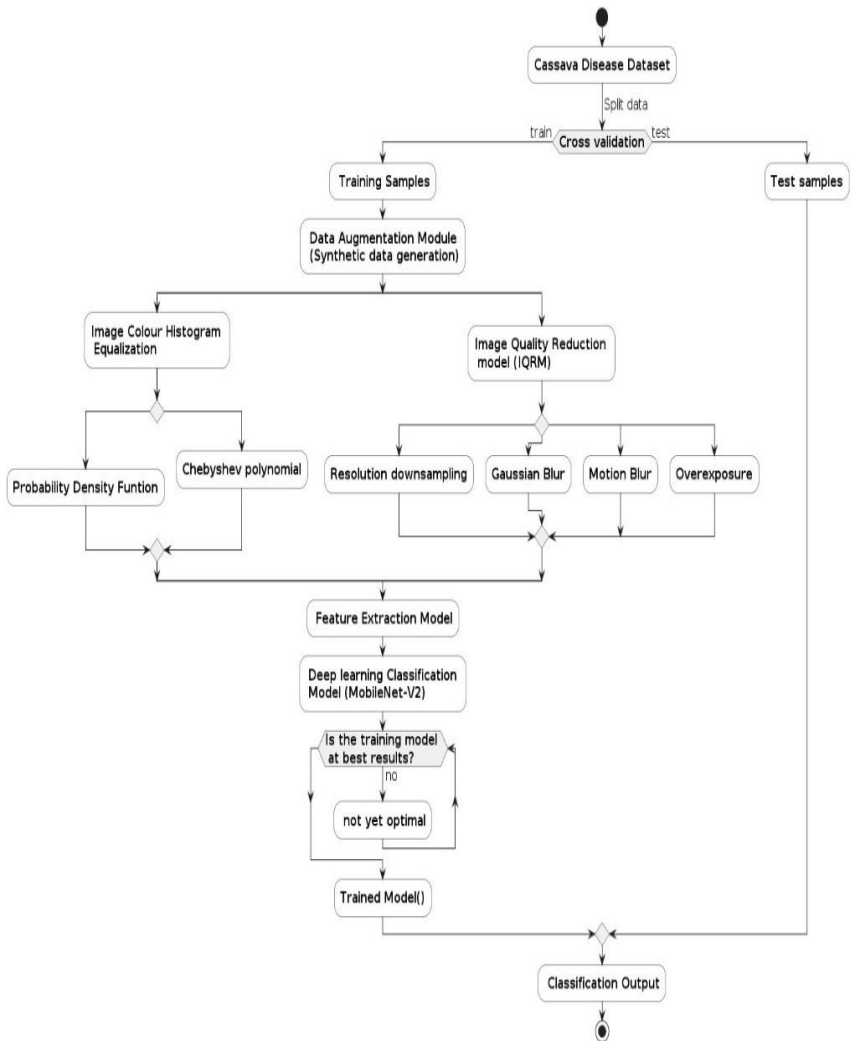 Cassava Disease Dataset
Split data
train
Cross validation
test
Training Samples
Test samples
Data Augmentation Module
(Synthetic data generation)
Image Colour Histogram
Equalization
Image Quality Reduction
model (IQRM)
Probability Density Funtion
Chebyshev polynomial
Resolution downsampling
Gaussian Blur
Motion Blur
Overexposure
Feature Extraction Model
Deep learning Classification
Model (MobileNet-V2)
Is the training model
at best results?
no
not yet optimal
Trained Model()
Classification Output